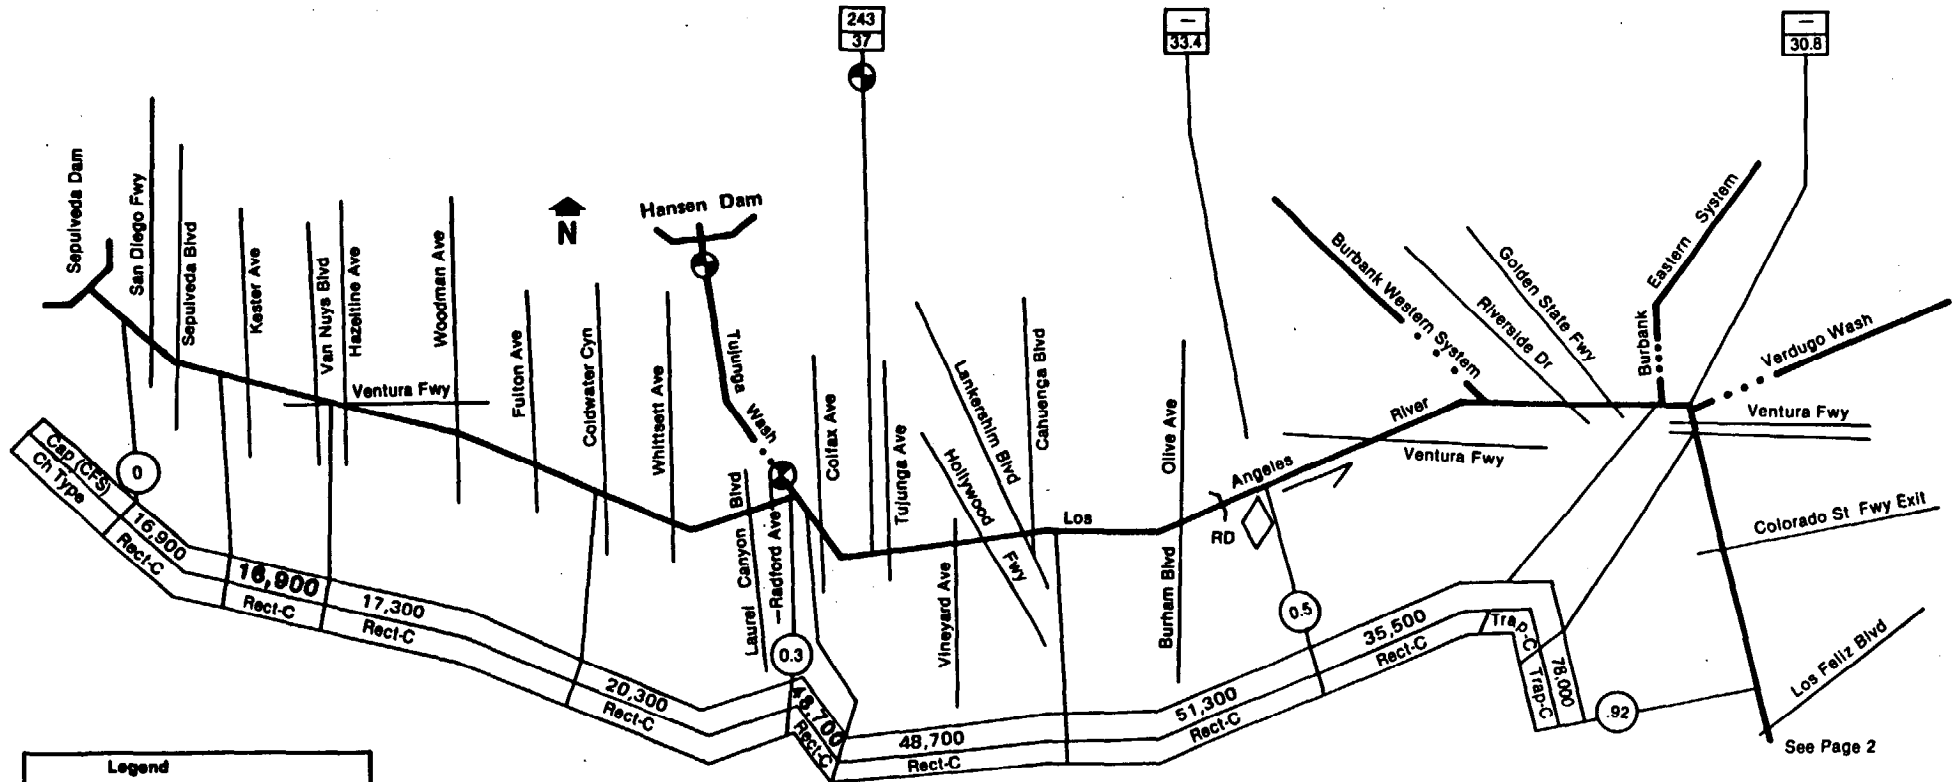 243
37
—
33.4
—
30.8
Sepulveda Dam
San Diego Fwy
Sepulveda Blvd
Kester Ave
Van Nuys Blvd
Hazeltine Ave
Woodman Ave
Ventura Fwy
N
Fulton Ave
Coldwater Cyn
Whittsett Ave
Hansen Dam
Tujunga Wash
Laurel Canyon Blvd
Radford Ave
Colfax Ave
Tujunga Ave
Lankershim Blvd
Hollywood Fwy
Vineyard Ave
Cahuenga Blvd
Olive Ave
Burham Blvd
Los Angeles River
RD
Ventura Fwy
Burbank Western System
Riverside Dr
Golden State Fwy
Burbank Eastern System
Verdugo Wash
Ventura Fwy
Colorado St Fwy Exit
Los Feliz Blvd
See Page 2
Cap (CFS)
Ch Type
0
16,900
Rect-C
16,900
Rect-C
17,300
Rect-C
20,300
Rect-C
0.3
48,700
Rect-C
48,700
Rect-C
51,300
Rect-C
0.5
35,500
Rect-C
Trap-C
78,000
Trap-C
.92
Legend